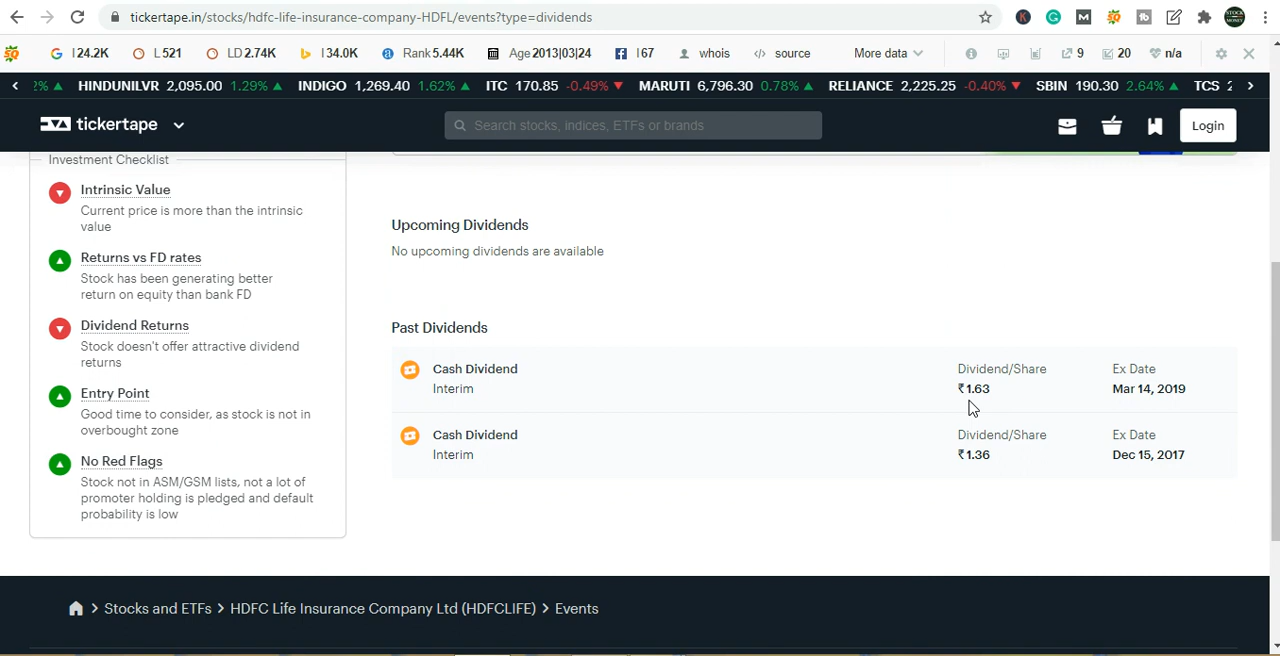 tickertape.in/stocks/hdfc-life-insurance-company-HDFL/events?type=dividends
I 24.2K L 521 LD 2.74K I 34.0K Rank 5.44K Age 2013|03|24 I 67 whois source More data 9 20 n/a
2% HINDUNILVR 2,095.00 1.29% INDIGO 1,269.40 1.62% ITC 170.85 -0.49% MARUTI 6,796.30 0.78% RELIANCE 2,225.25 -0.40% SBIN 190.30 2.64% TCS 2
tickertape Search stocks, indices, ETFs or brands Login
Investment Checklist
Intrinsic Value
Current price is more than the intrinsic
value
Returns vs FD rates
Stock has been generating better
return on equity than bank FD
Dividend Returns
Stock doesn't offer attractive dividend
returns
Entry Point
Good time to consider, as stock is not in
overbought zone
No Red Flags
Stock not in ASM/GSM lists, not a lot of
promoter holding is pledged and default
probability is low
Upcoming Dividends
No upcoming dividends are available
Past Dividends
Cash Dividend Dividend/Share Ex Date
Interim ₹1.63 Mar 14, 2019
Cash Dividend Dividend/Share Ex Date
Interim ₹1.36 Dec 15, 2017
Stocks and ETFs > HDFC Life Insurance Company Ltd (HDFCLIFE) > Events